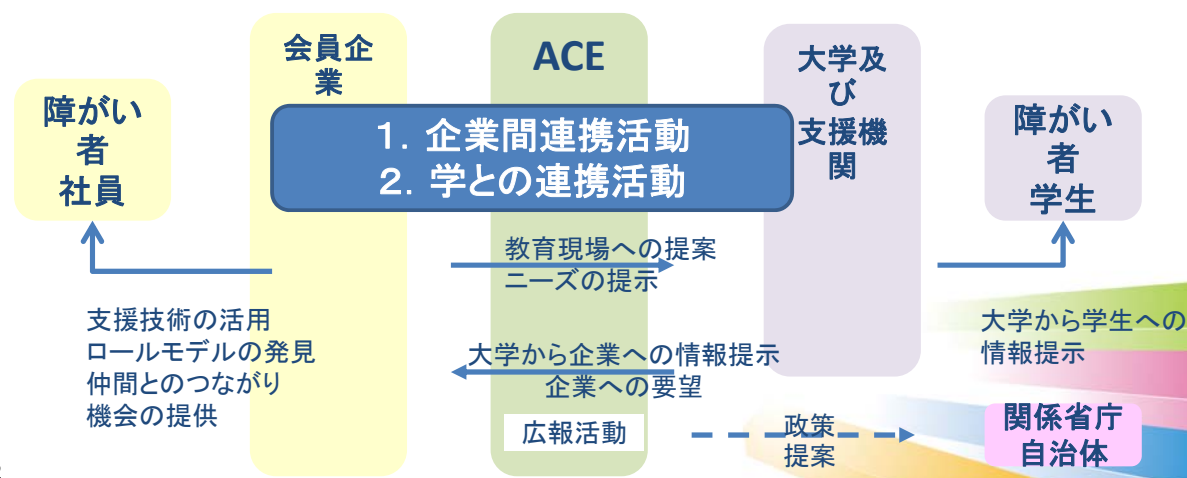 会員企
業
ACE
大学及
び
支援機
関
障がい
者
社員
1. 企業間連携活動
2. 学との連携活動
障がい
者
学生
教育現場への提案
ニーズの提示
支援技術の活用
ロールモデルの発見
仲間とのつながり
機会の提供
大学から企業への情報提示
企業への要望
大学から学生への
情報提示
広報活動
政策
提案
関係省庁
自治体